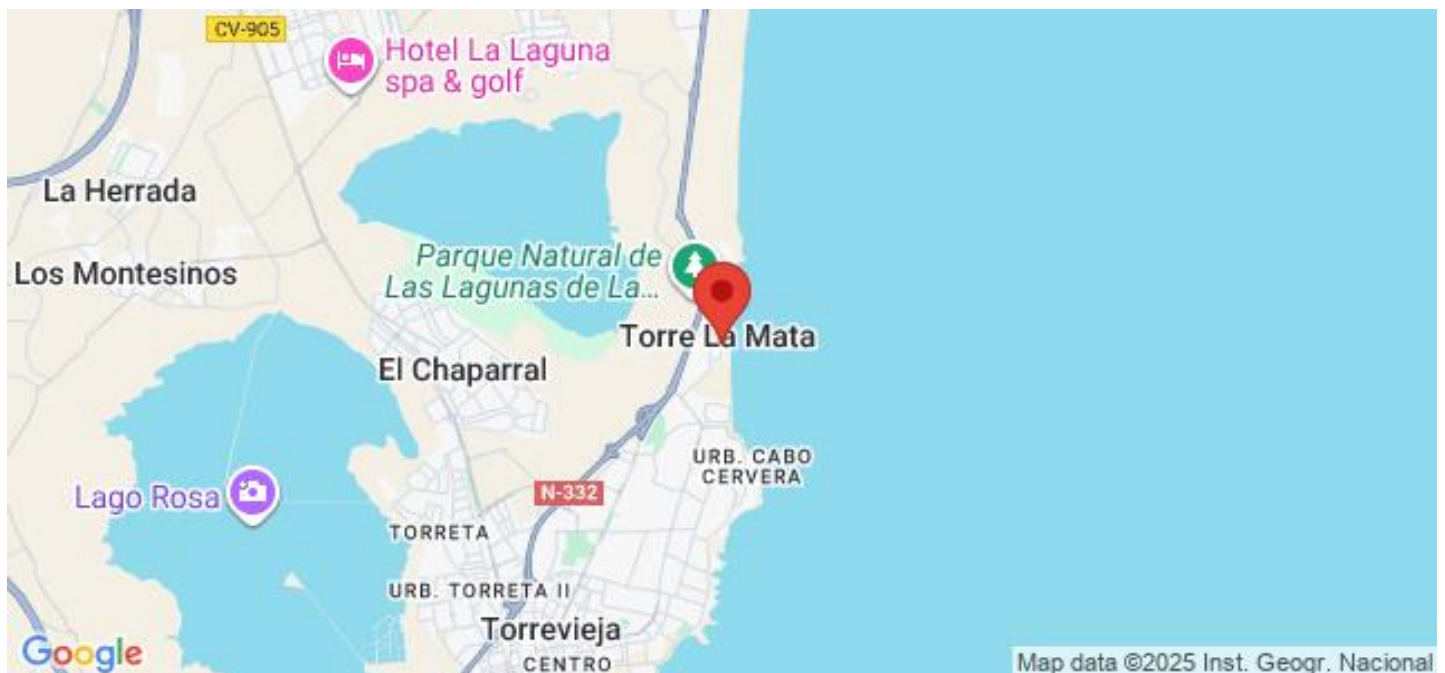 CV-905
Hotel La Laguna
spa & golf
La Herrada
Parque Natural de
Las Lagunas de La...
Los Montesinos
Torre La Mata
El Chaparral
URB. CABO
CERVERA
Lago Rosa
N-332
TORRETA
URB. TORRETA II
Torrevieja
CENTRO
Google
Map data ©2025 Inst. Geogr. Nacional